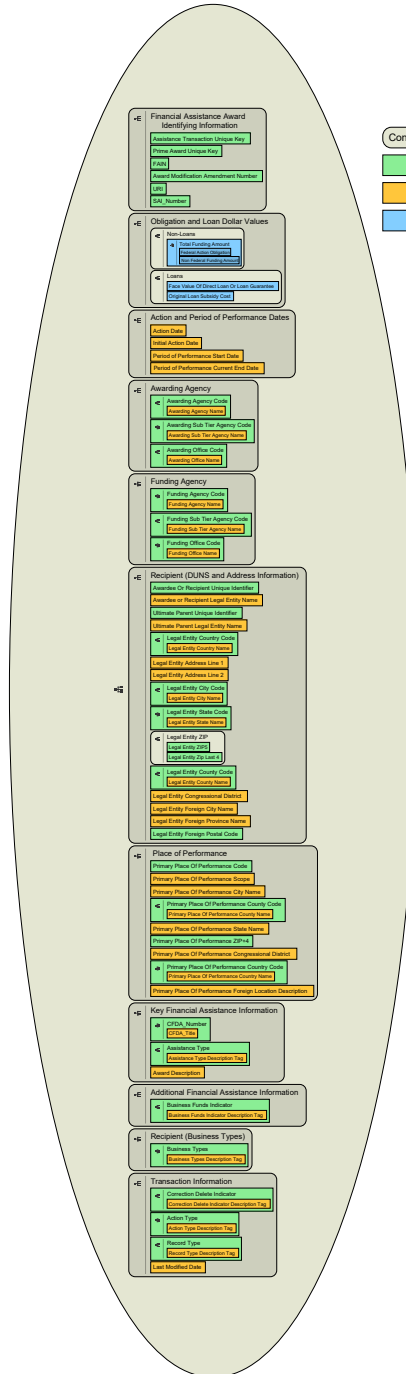 Financial Assistance Award
Identifying Information
Assistance Transaction Unique Key
Prime Award Unique Key
FAIN
Award Modification Amendment Number
URI
SAI_Number
Obligation and Loan Dollar Values
Non-Loans
Total Funding Amount
Federal Action Obligation
Non Federal Funding Amount
Loans
Face Value Of Direct Loan Or Loan Guarantee
Original Loan Subsidy Cost
Action and Period of Performance Dates
Action Date
Initial Action Date
Period of Performance Start Date
Period of Performance Current End Date
Awarding Agency
Awarding Agency Code
Awarding Agency Name
Awarding Sub Tier Agency Code
Awarding Sub Tier Agency Name
Awarding Office Code
Awarding Office Name
Funding Agency
Funding Agency Code
Funding Agency Name
Funding Sub Tier Agency Code
Funding Sub Tier Agency Name
Funding Office Code
Funding Office Name
Recipient (DUNS and Address Information)
Awardee Or Recipient Unique Identifier
Awardee or Recipient Legal Entity Name
Ultimate Parent Unique Identifier
Ultimate Parent Legal Entity Name
Legal Entity Country Code
Legal Entity Country Name
Legal Entity Address Line 1
Legal Entity Address Line 2
Legal Entity City Code
Legal Entity City Name
Legal Entity State Code
Legal Entity State Name
Legal Entity ZIP
Legal Entity ZIP5
Legal Entity Zip Last 4
Legal Entity County Code
Legal Entity County Name
Legal Entity Congressional District
Legal Entity Foreign City Name
Legal Entity Foreign Province Name
Legal Entity Foreign Postal Code
Place of Performance
Primary Place Of Performance Code
Primary Place Of Performance Scope
Primary Place Of Performance City Name
Primary Place Of Performance County Code
Primary Place Of Performance County Name
Primary Place Of Performance State Name
Primary Place Of Performance ZIP+4
Primary Place Of Performance Congressional District
Primary Place Of Performance Country Code
Primary Place Of Performance Country Name
Primary Place Of Performance Foreign Location Description
Key Financial Assistance Information
CFDA_Number
CFDA_Title
Assistance Type
Assistance Type Description Tag
Award Description
Additional Financial Assistance Information
Business Funds Indicator
Business Funds Indicator Description Tag
Recipient (Business Types)
Business Types
Business Types Description Tag
Transaction Information
Correction Delete Indicator
Correction Delete Indicator Description Tag
Action Type
Action Type Description Tag
Record Type
Record Type Description Tag
Last Modified Date